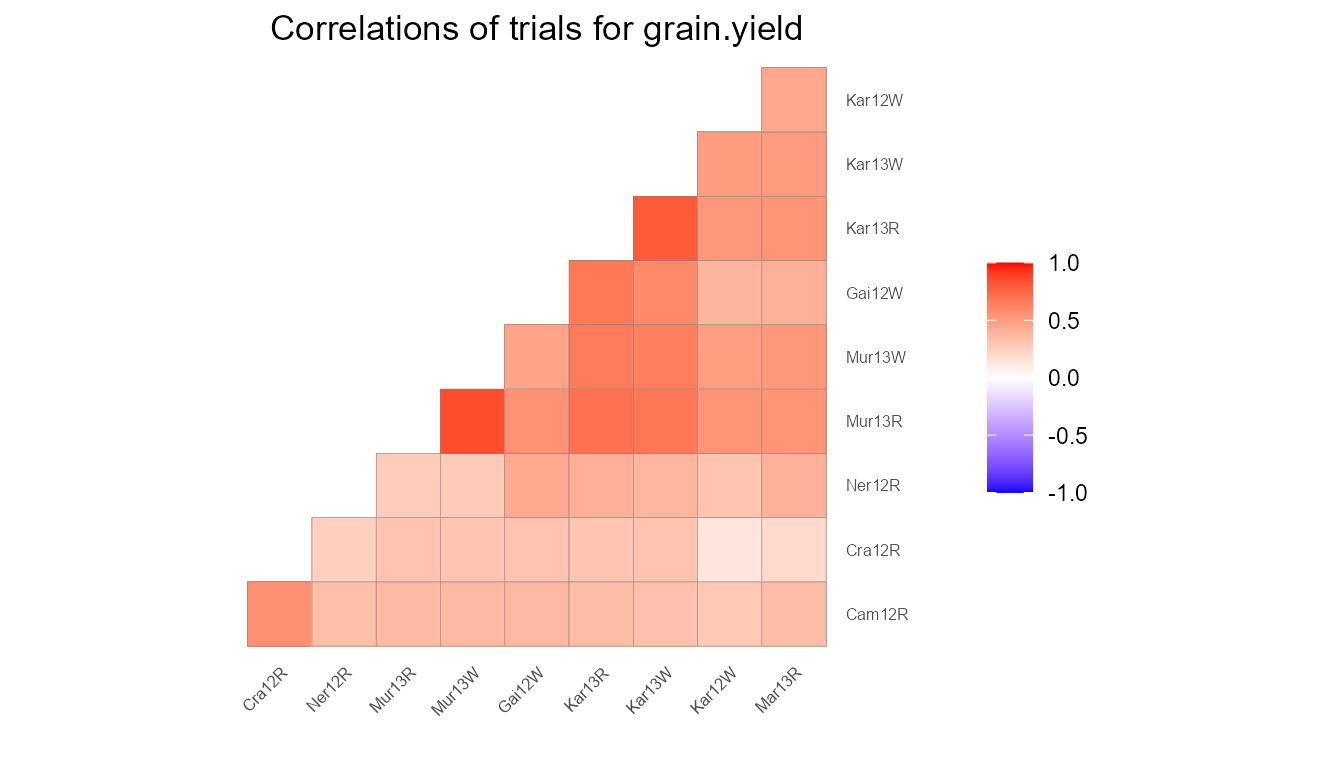 Correlations of trials for grain.yield
Kar12W
Kar13W
Kar13R
Gai12W
Mur13W
Mur13R
Ner12R
Cra12R
Cam12R
Cra12R
Ner12R
Mur13R
Mur13W
Gai12W
Kar13R
Kar13W
Kar12W
Mar13R
1.0
0.5
0.0
-0.5
-1.0